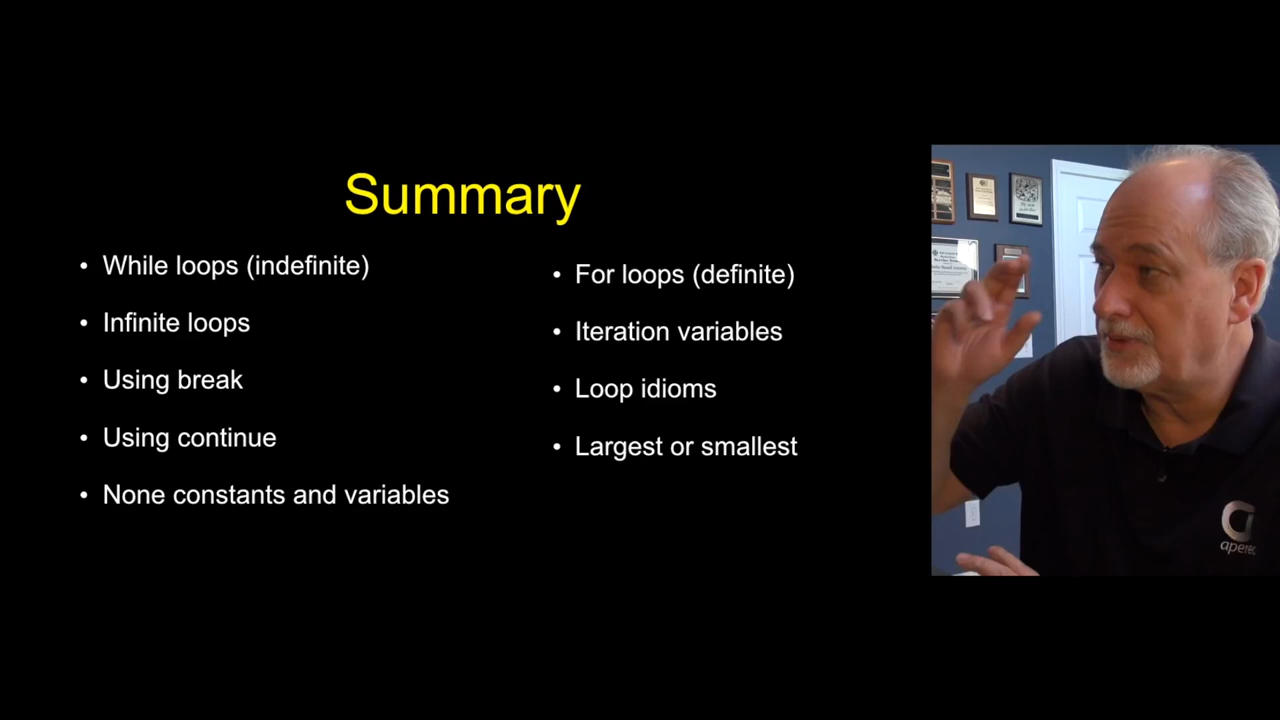 Summary
• While loops (indefinite)
• Infinite loops
• Using break
• Using continue
• None constants and variables
• For loops (definite)
• Iteration variables
• Loop idioms
• Largest or smallest
apereo